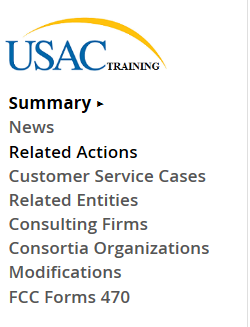 USAC TRAINING
Summary ▸
News
Related Actions
Customer Service Cases
Related Entities
Consulting Firms
Consortia Organizations
Modifications
FCC Forms 470